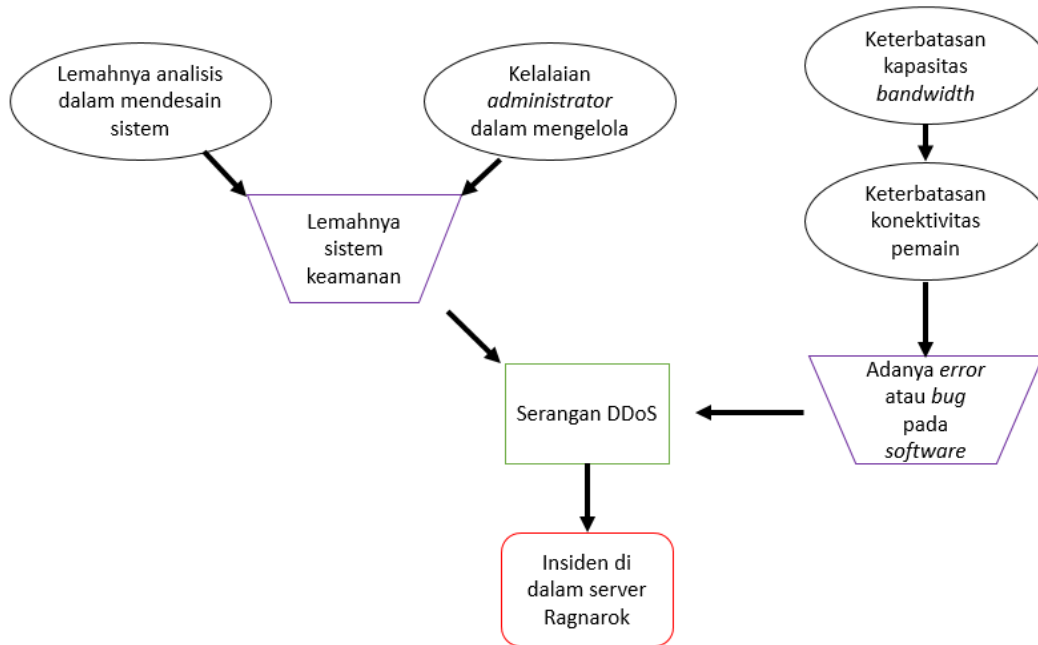 Lemahnya analisis
dalam mendesain
sistem
Kelalaian
administrator
dalam mengelola
Keterbatasan
kapasitas
bandwidth
Lemahnya
sistem
keamanan
Keterbatasan
konektivitas
pemain
Serangan DDoS
Adanya error
atau bug
pada
software
Insiden di
dalam server
Ragnarok